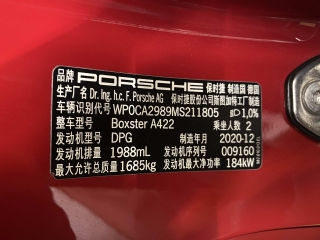 品牌 PORSCHE 保时捷 制造国 德国
生产厂名 Dr. Ing. h.c. F. Porsche AG 保时捷股份公司斯图加特工厂制造
车辆识别代号 WP0CA2989MS211805 1,0%
整车型号 Boxster A422 乘坐人数 2
发动机型号 DPG 制造年月 2020-12
发动机排量 1988mL 发动机序列号 009160
最大允许总质量 1685kg 发动机最大净功率 184kW